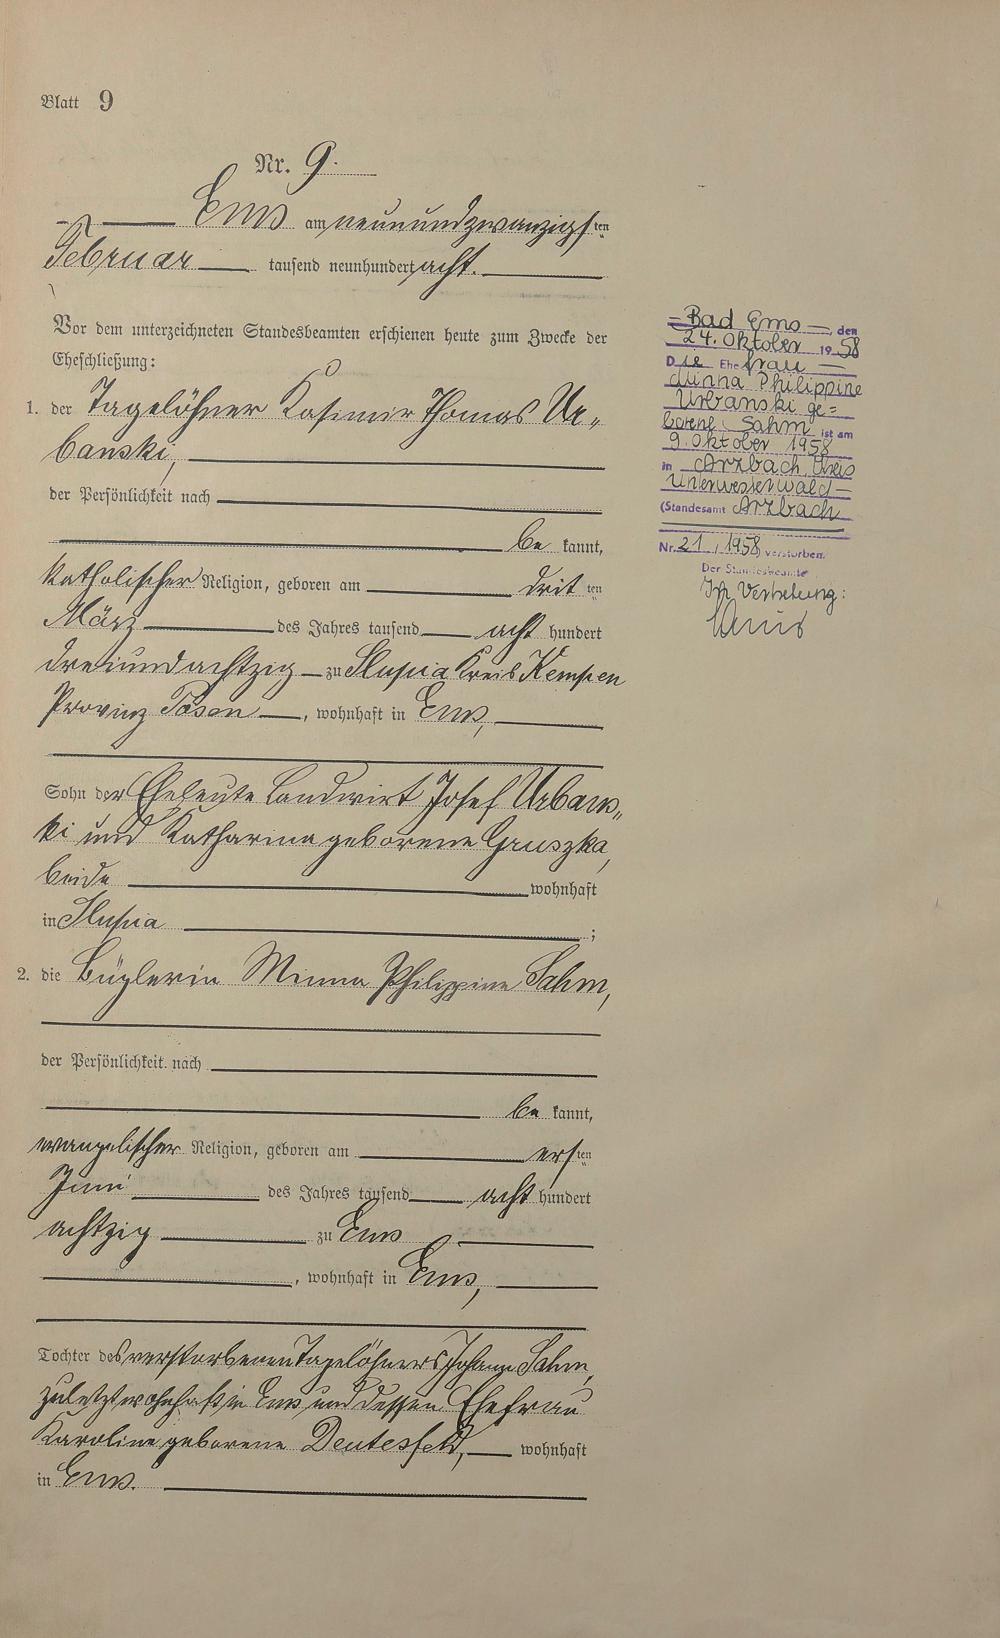 Blatt 9
Nr. 9.
Ems am neunundzwanzigsten
Februar tausend neunhundert acht.
Vor dem unterzeichneten Standesbeamten erschienen heute zum Zwecke der
Eheschließung:
1. der Tagelöhner Kasimir Thomas Ur-
banski,
der Persönlichkeit nach
be kannt,
katholischer Religion, geboren am dritten
März des Jahres tausend acht hundert
dreiundachtzig zu Slupia Kreis Kempen
Provinz Posen, wohnhaft in Ems,
Sohn der Eheleute Landwirt Josef Urbans-
ki und Katharina geborene Gruszka,
beide wohnhaft
in Slupia ;
2. die Büglerin Minna Philippine Sahm,
der Persönlichkeit nach
be kannt,
evangelischer Religion, geboren am ersten
Juni des Jahres tausend acht hundert
achtzig zu Ems
, wohnhaft in Ems,
Tochter des verstorbenen Tagelöhners Johann Sahm,
zuletzt wohnhaft in Ems und dessen Ehefrau
Karoline geborene Deutesfeld, wohnhaft
in Ems.
Bad Ems, den
24. Oktober 1958
Die Ehefrau
Minna Philippine
Urbanski ge=
borene Sahm ist am
9. Oktober 1958
in Arzbach, Kreis
Unterwesterwald
(Standesamt Arzbach
Nr. 21, 1958 verstorben.
Der Standesbeamte
In Vertretung: